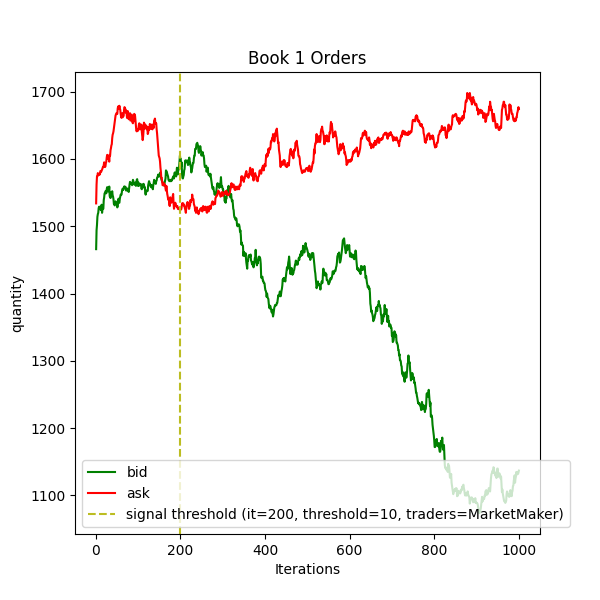 Book 1 Orders
quantity
1700
1600
1500
1400
1300
1200
1100
bid
ask
signal threshold (it=200, threshold=10, traders=MarketMaker)
0 200 400 600 800 1000
Iterations